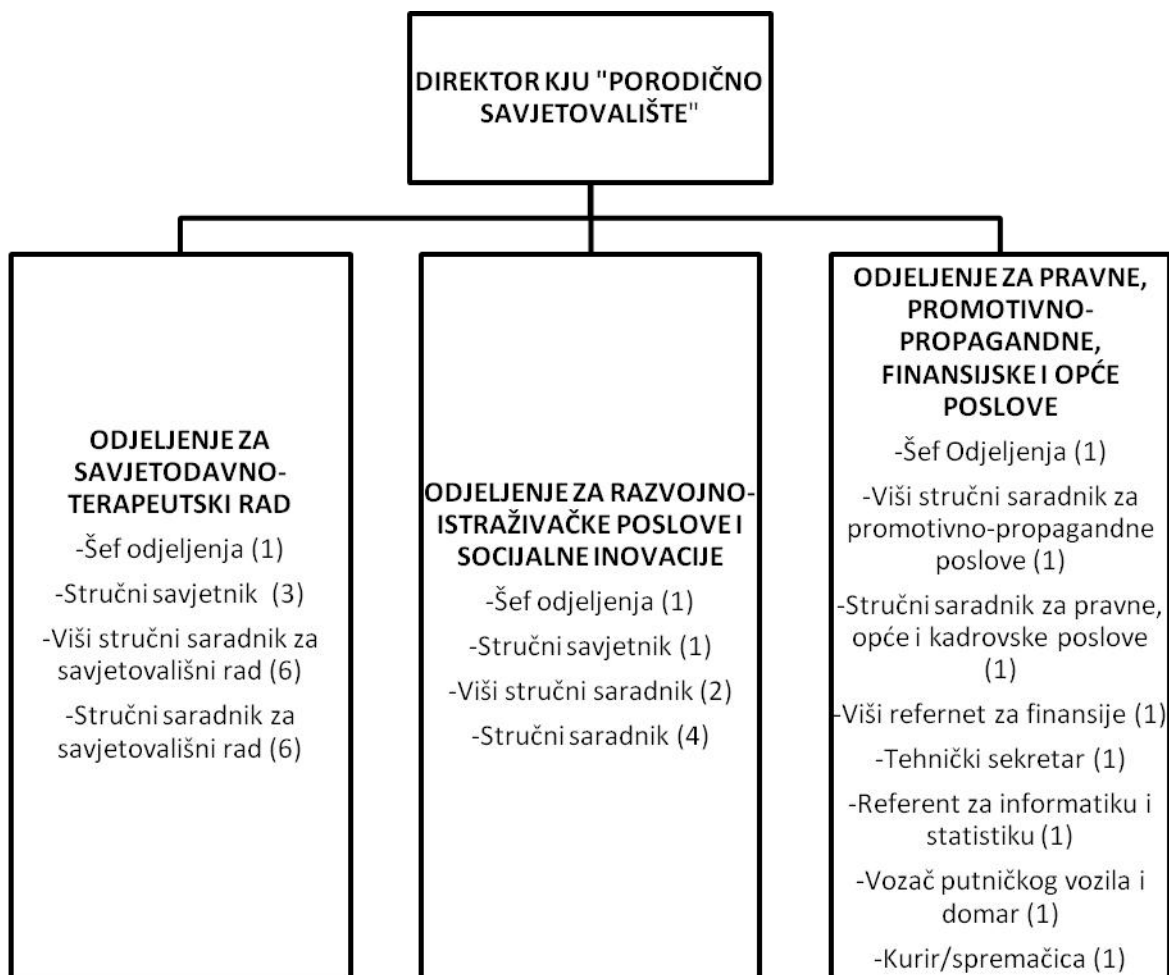 DIREKTOR KJU "PORODIČNO
SAVJETOVALIŠTE"
ODJELJENJE ZA
SAVJETODAVNO-
TERAPEUTSKI RAD
-Šef odjeljenja (1)
-Stručni savjetnik (3)
-Viši stručni saradnik za
savjetovališni rad (6)
-Stručni saradnik za
savjetovališni rad (6)
ODJELJENJE ZA RAZVOJNO-
ISTRAŽIVAČKE POSLOVE I
SOCIJALNE INOVACIJE
-Šef odjeljenja (1)
-Stručni savjetnik (1)
-Viši stručni saradnik (2)
-Stručni saradnik (4)
ODJELJENJE ZA PRAVNE,
PROMOTIVNO-
PROPAGANDNE,
FINANSIJSKE I OPĆE
POSLOVE
-Šef Odjeljenja (1)
-Viši stručni saradnik za
promotivno-propagandne
poslove (1)
-Stručni saradnik za pravne,
opće i kadrovske poslove
(1)
-Viši refernet za finansije (1)
-Tehnički sekretar (1)
-Referent za informatiku i
statistiku (1)
-Vozač putničkog vozila i
domar (1)
-Kurir/spremačica (1)